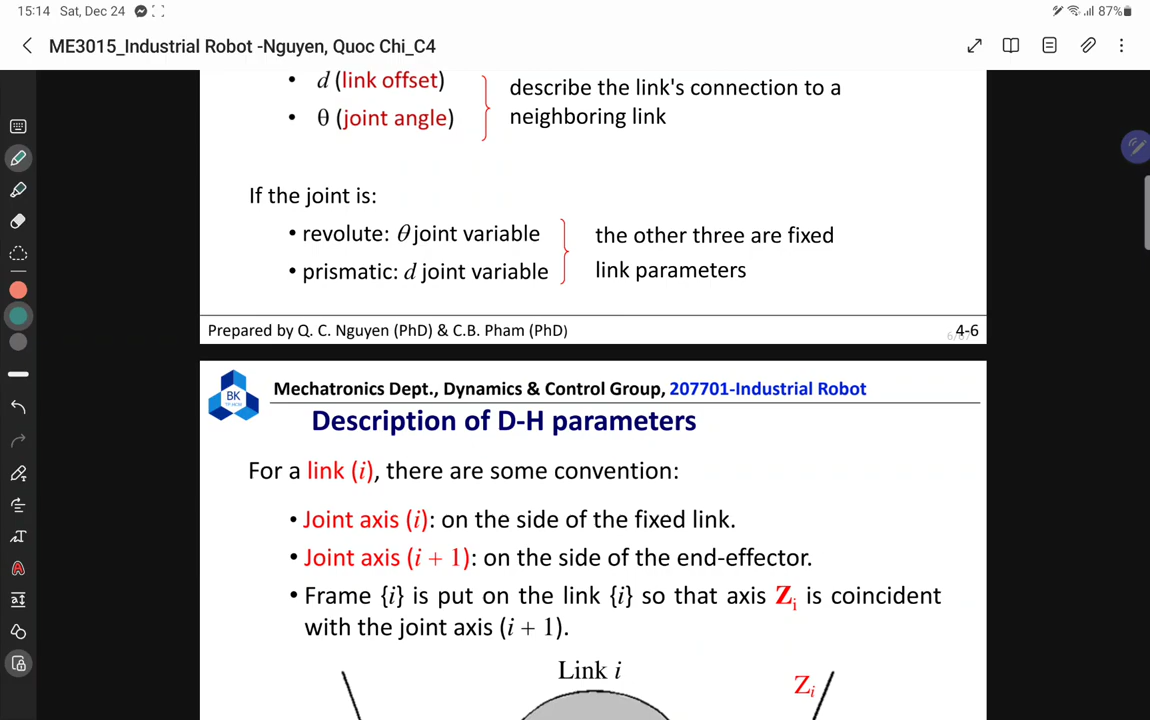 15:14 Sat, Dec 24
87%
ME3015_Industrial Robot -Nguyen, Quoc Chi_C4
• d (link offset)
• θ (joint angle)
describe the link's connection to a
neighboring link
If the joint is:
• revolute: θ joint variable
• prismatic: d joint variable
the other three are fixed
link parameters
Prepared by Q. C. Nguyen (PhD) & C.B. Pham (PhD)
4-6
BK
Mechatronics Dept., Dynamics & Control Group, 207701-Industrial Robot
Description of D-H parameters
For a link (i), there are some convention:
• Joint axis (i): on the side of the fixed link.
• Joint axis (i + 1): on the side of the end-effector.
• Frame {i} is put on the link {i} so that axis Zi is coincident
with the joint axis (i + 1).
Link i
Zi